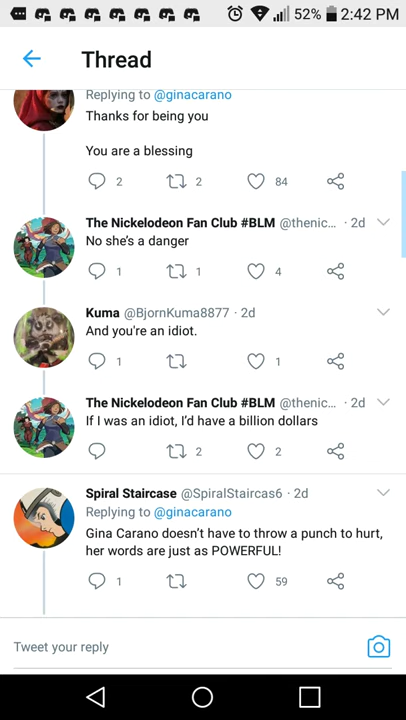 52% 2:42 PM
Thread
Replying to @ginacarano
Thanks for being you
You are a blessing
2 2 84
The Nickelodeon Fan Club #BLM @thenic... · 2d
No she's a danger
1 1 4
Kuma @BjornKuma8877 · 2d
And you're an idiot.
1 1
The Nickelodeon Fan Club #BLM @thenic... · 2d
If I was an idiot, I'd have a billion dollars
2 2
Spiral Staircase @SpiralStaircas6 · 2d
Replying to @ginacarano
Gina Carano doesn't have to throw a punch to hurt,
her words are just as POWERFUL!
1 59
Tweet your reply